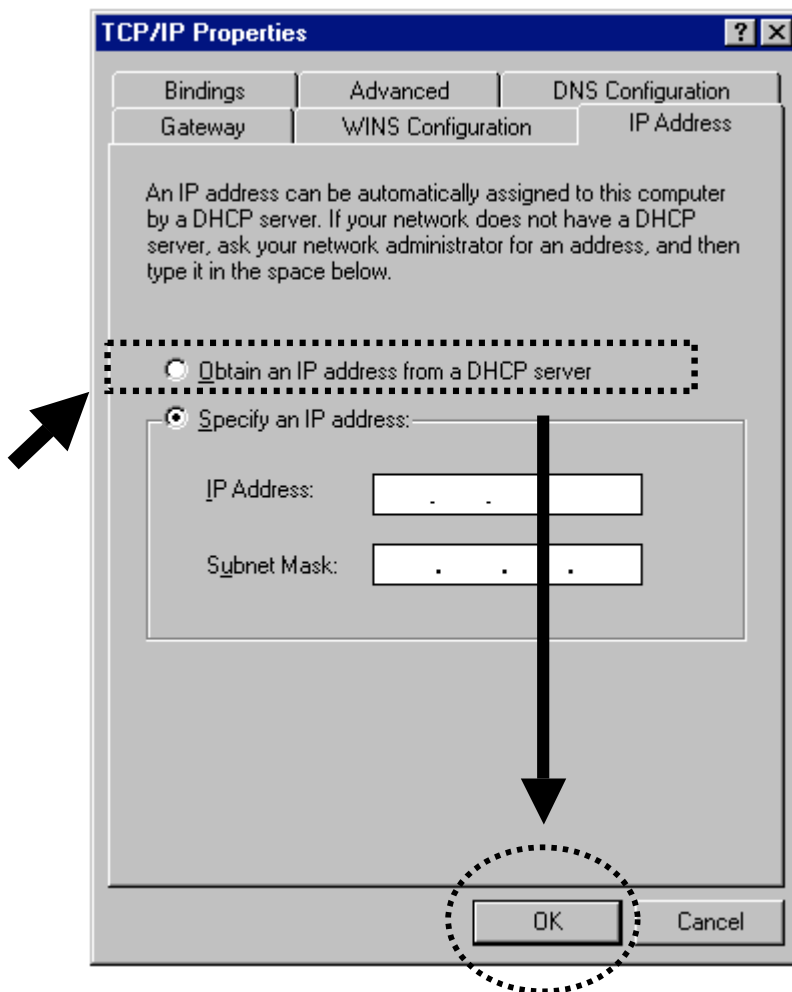 TCP/IP Properties
Bindings Advanced DNS Configuration
Gateway WINS Configuration IP Address
An IP address can be automatically assigned to this computer
by a DHCP server. If your network does not have a DHCP
server, ask your network administrator for an address, and then
type it in the space below.
Obtain an IP address from a DHCP server
Specify an IP address:
IP Address: . .
Subnet Mask: . . .
OK Cancel